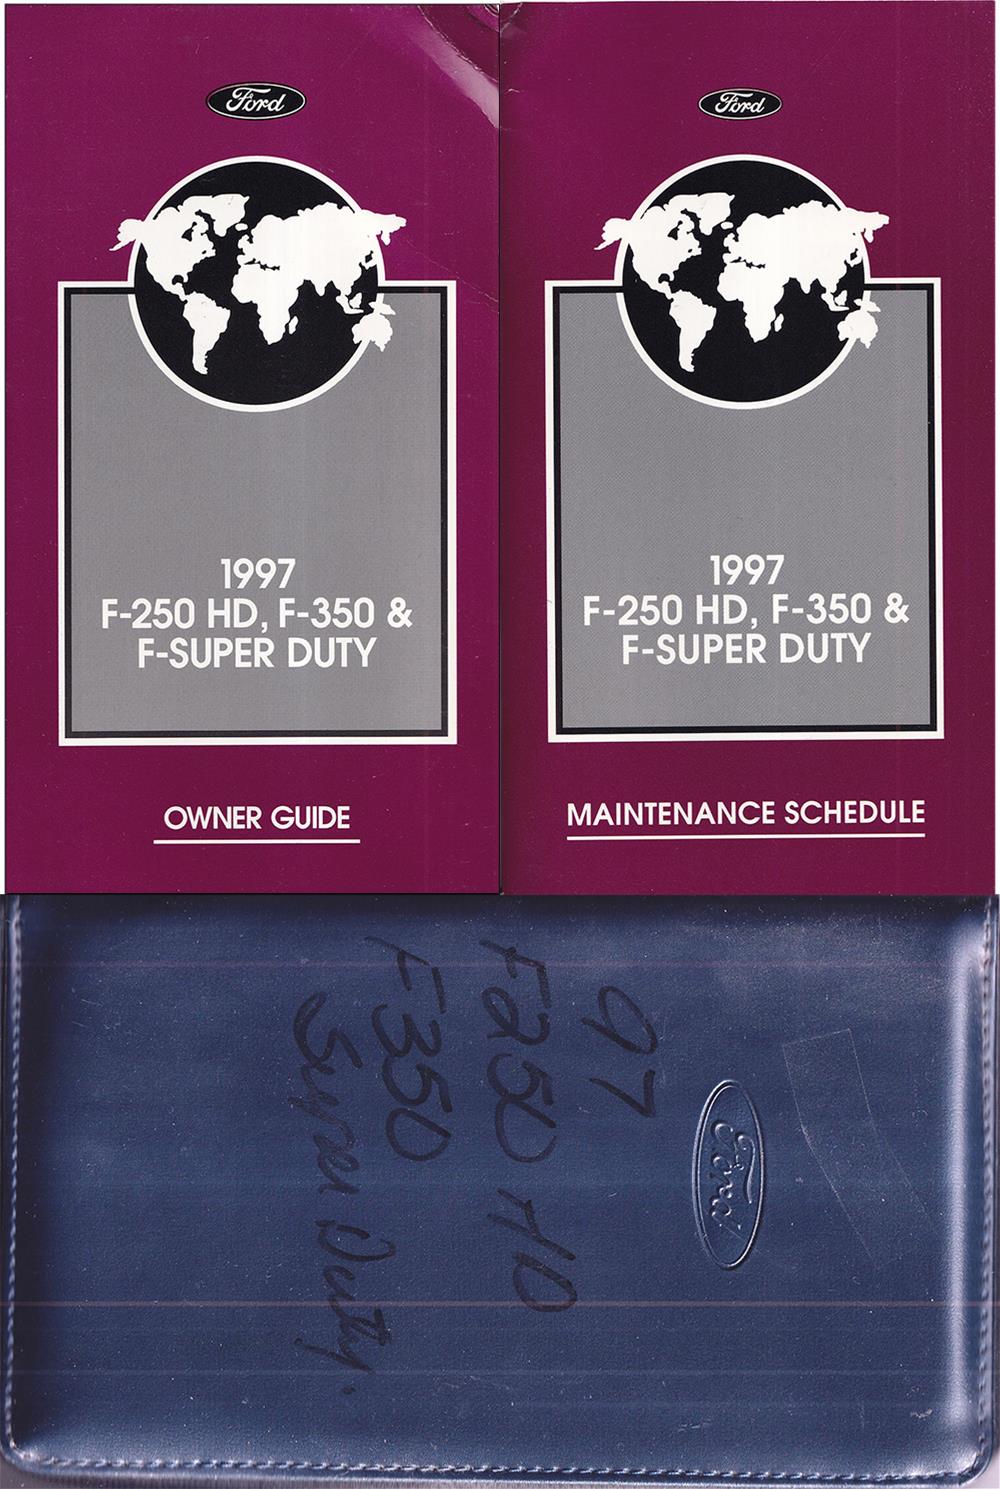 Ford
1997
F-250 HD, F-350 &
F-SUPER DUTY
OWNER GUIDE
Ford
1997
F-250 HD, F-350 &
F-SUPER DUTY
MAINTENANCE SCHEDULE
97
F250 HD
F350
Super Duty.
Ford